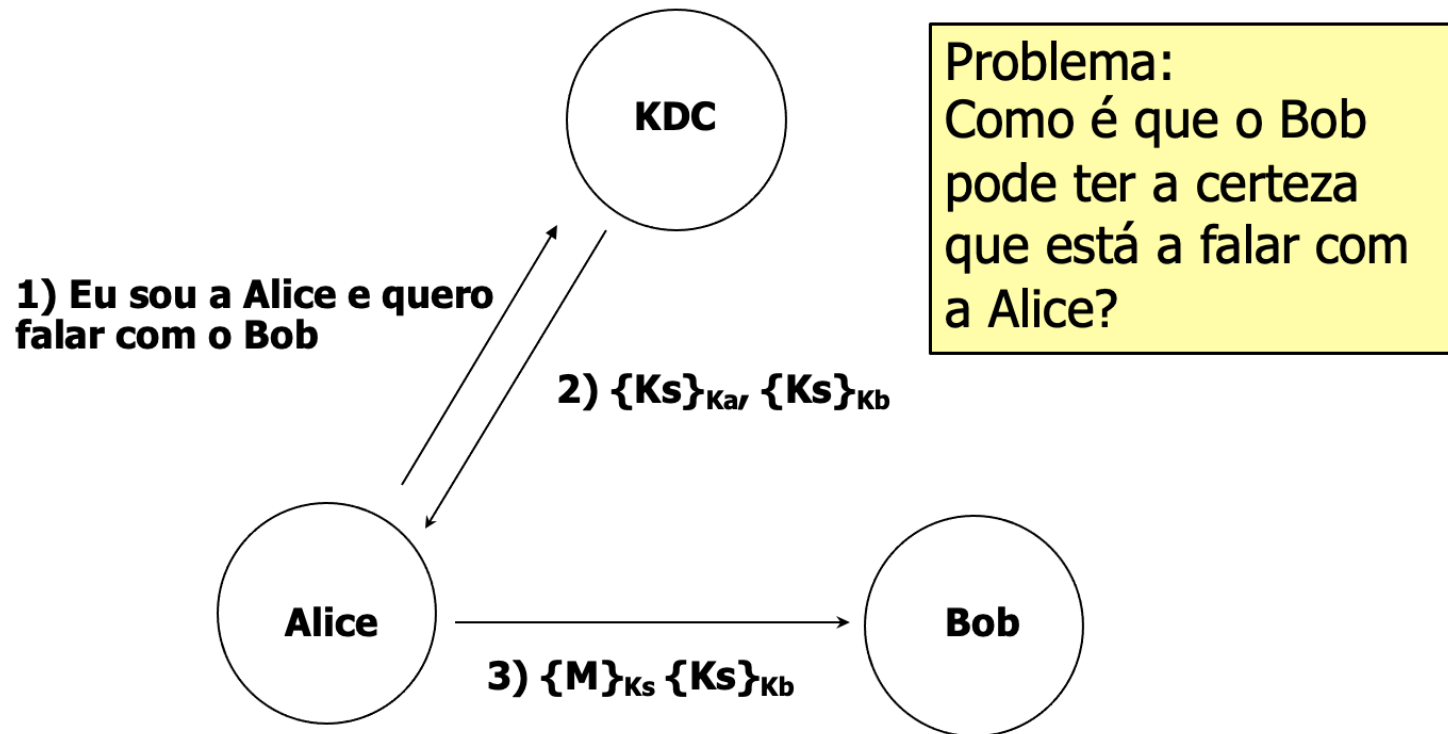 KDC
Problema:
Como é que o Bob
pode ter a certeza
que está a falar com
a Alice?
1) Eu sou a Alice e quero
falar com o Bob
2) {Ks}Ka, {Ks}Kb
Alice
Bob
3) {M}Ks {Ks}Kb